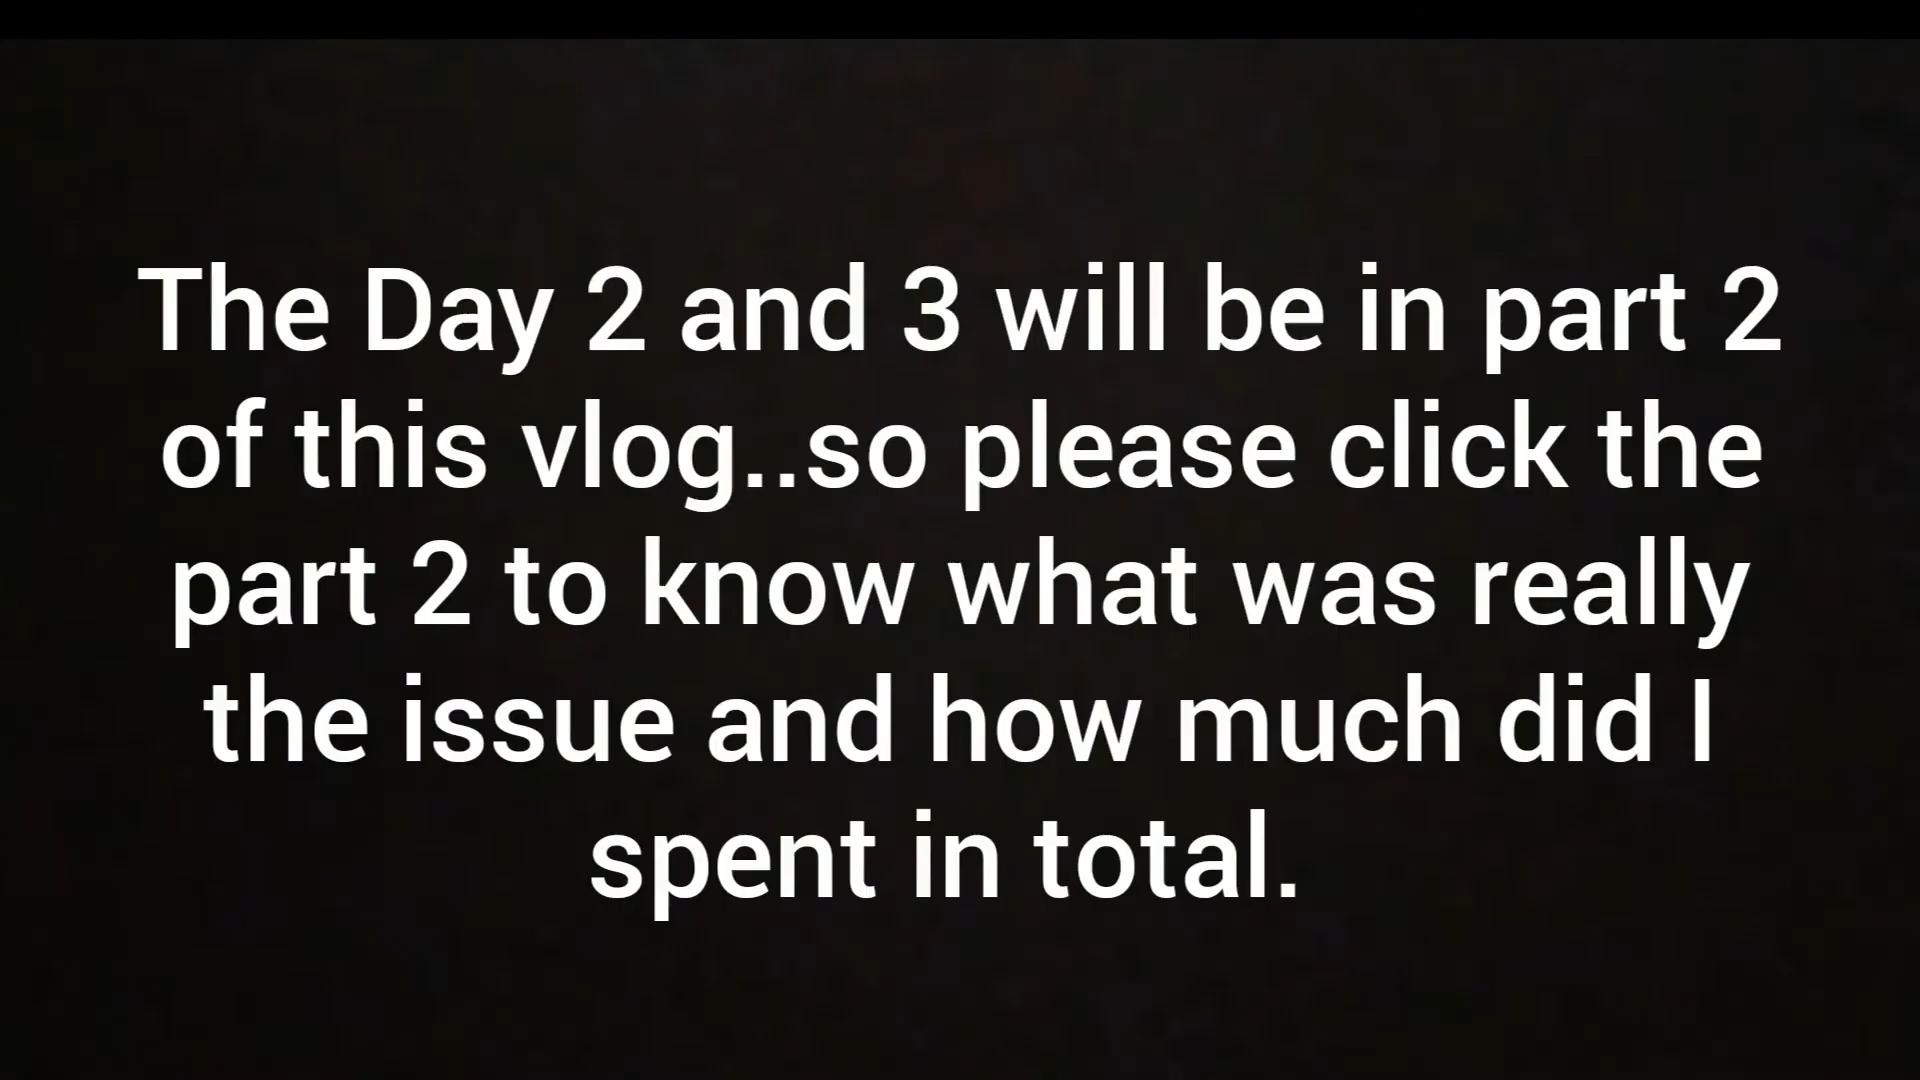 The Day 2 and 3 will be in part 2
of this vlog..so please click the
part 2 to know what was really
the issue and how much did I
spent in total.